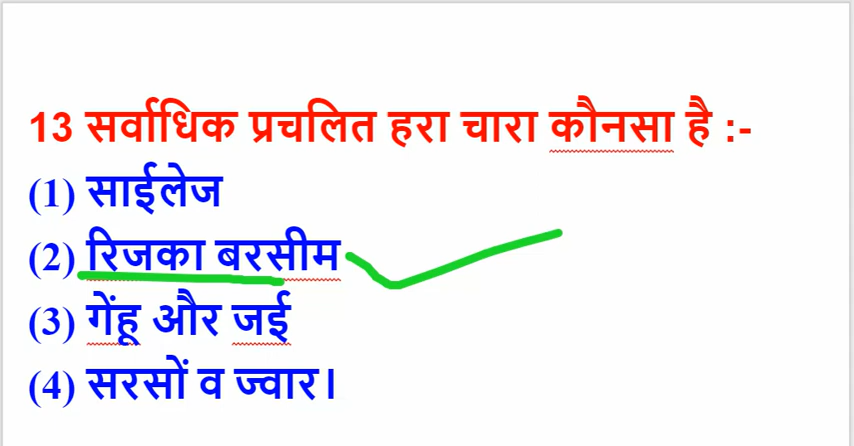 13 सर्वाधिक प्रचलित हरा चारा कौनसा है :-
(1) साईलेज
(2) रिजका बरसीम
(3) गेंहू और जई
(4) सरसों व ज्वार।